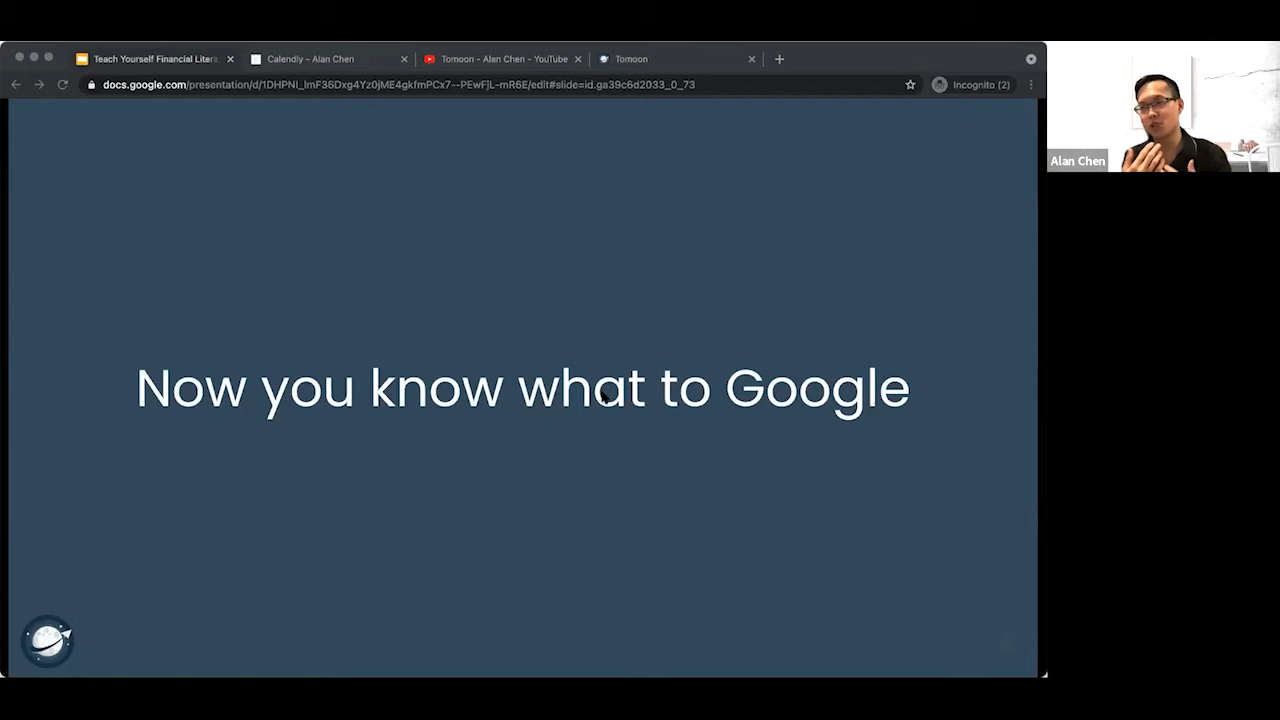 Teach Yourself Financial Litera
Calendly - Alan Chen
Tomoon - Alan Chen - YouTube
Tomoon
docs.google.com/presentation/d/1DHPNI_ImF36Dxg4Yz0jME4gkfmPCx7--PEwFjL-mR6E/edit#slide=id.ga39c6d2033_0_73
Incognito (2)
Alan Chen
Now you know what to Google